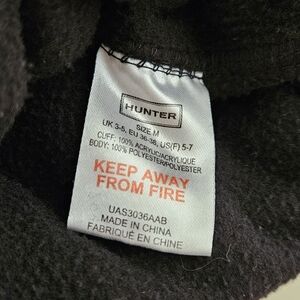 HUNTER
SIZE M
UK 3-5, EU 36-38, US(F) 5-7
CUFF: 100% ACRYLIC/ACRYLIQUE
BODY: 100% POLYESTER/POLYESTER
KEEP AWAY
FROM FIRE
UAS3036AAB
MADE IN CHINA
FABRIQUÉ EN CHINE